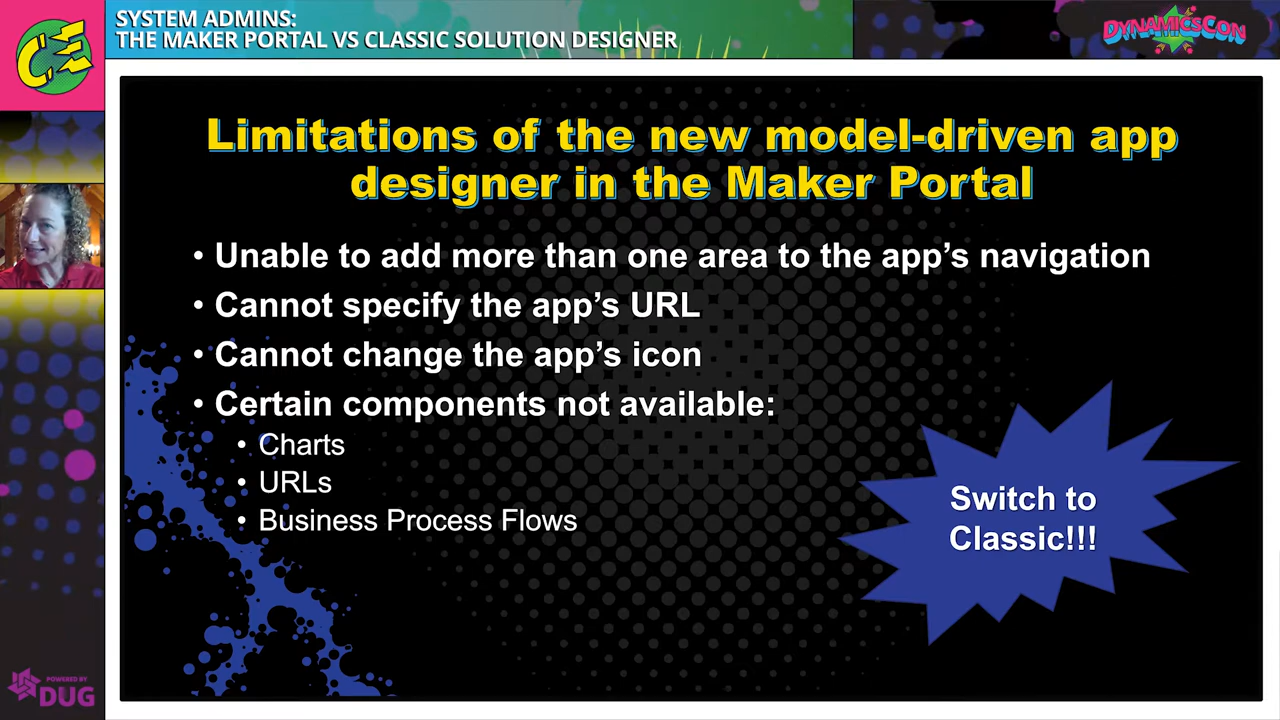 SYSTEM ADMINS:
THE MAKER PORTAL VS CLASSIC SOLUTION DESIGNER
CE
DYNAMICSCON
Limitations of the new model-driven app
designer in the Maker Portal
• Unable to add more than one area to the app’s navigation
• Cannot specify the app’s URL
• Cannot change the app’s icon
• Certain components not available:
• Charts
• URLs
• Business Process Flows
Switch to
Classic!!!
POWERED BY
DUG